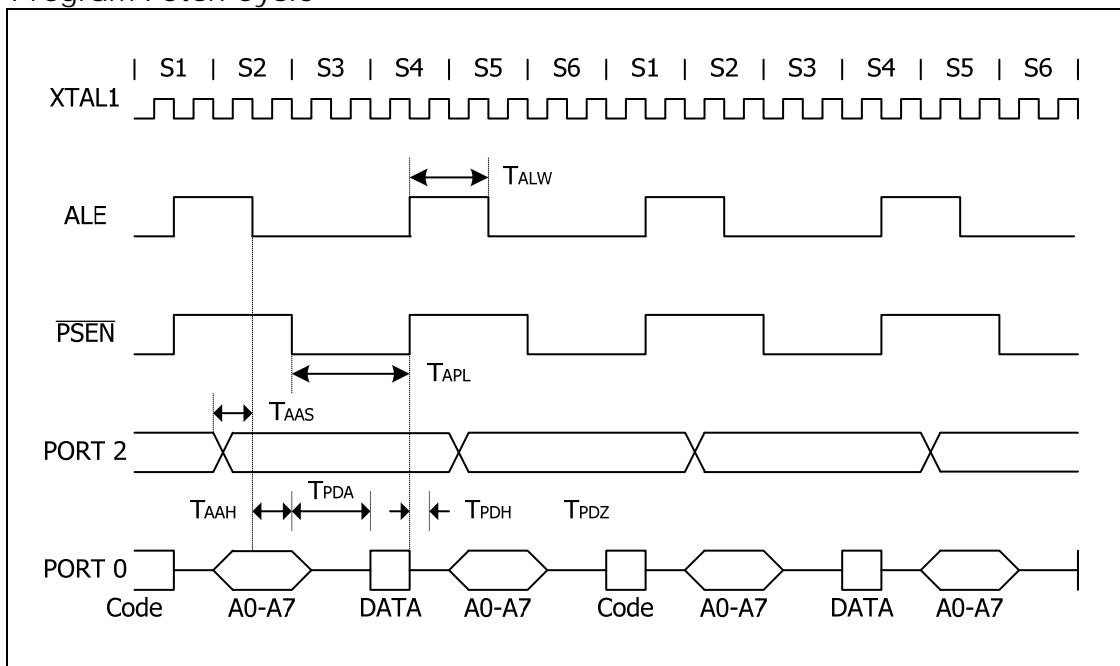 Program Fetch Cycle
| S1 | S2 | S3 | S4 | S5 | S6 | S1 | S2 | S3 | S4 | S5 | S6 |
XTAL1
TALW
ALE
PSEN
TAPL
TAAS
PORT 2
TAAH TPDA TPDH TPDZ
PORT 0
Code A0-A7 DATA A0-A7 Code A0-A7 DATA A0-A7